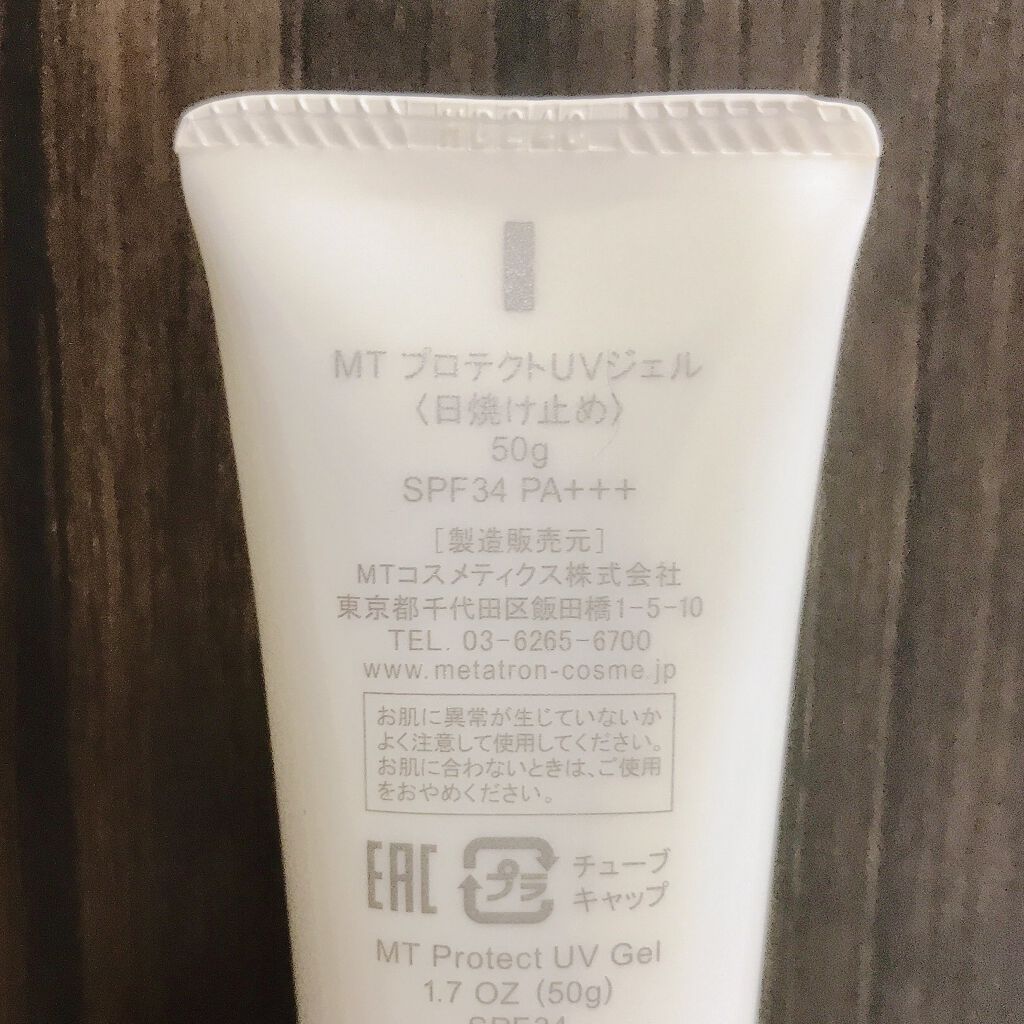 MT プロテクトUVジェル
〈日焼け止め〉
50g
SPF34 PA+++
［製造販売元］
MTコスメティクス株式会社
東京都千代田区飯田橋1-5-10
TEL. 03-6265-6700
www.metatron-cosme.jp
お肌に異常が生じていないか
よく注意して使用してください。
お肌に合わないときは、ご使用
をおやめください。
EAC
プラ
チューブ
キャップ
MT Protect UV Gel
1.7 OZ (50g)
SPF34